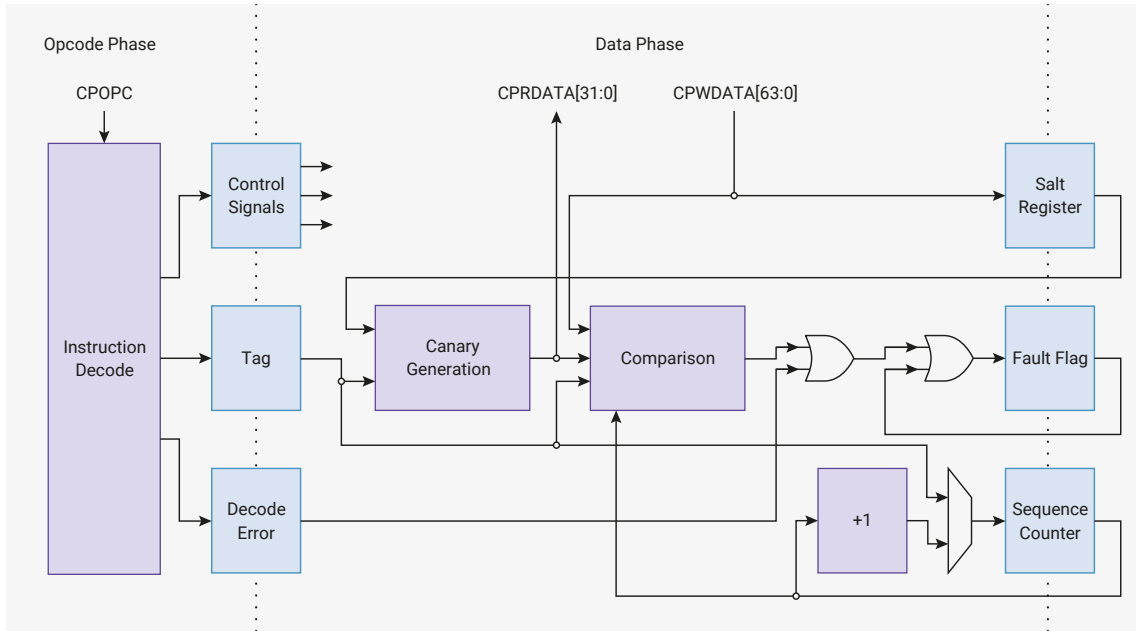 Opcode Phase
Data Phase
CPOPC
CPRDATA[31:0]
CPWDATA[63:0]
Control
Signals
Salt
Register
Instruction
Decode
Tag
Canary
Generation
Comparison
Fault Flag
Decode
Error
+1
Sequence
Counter